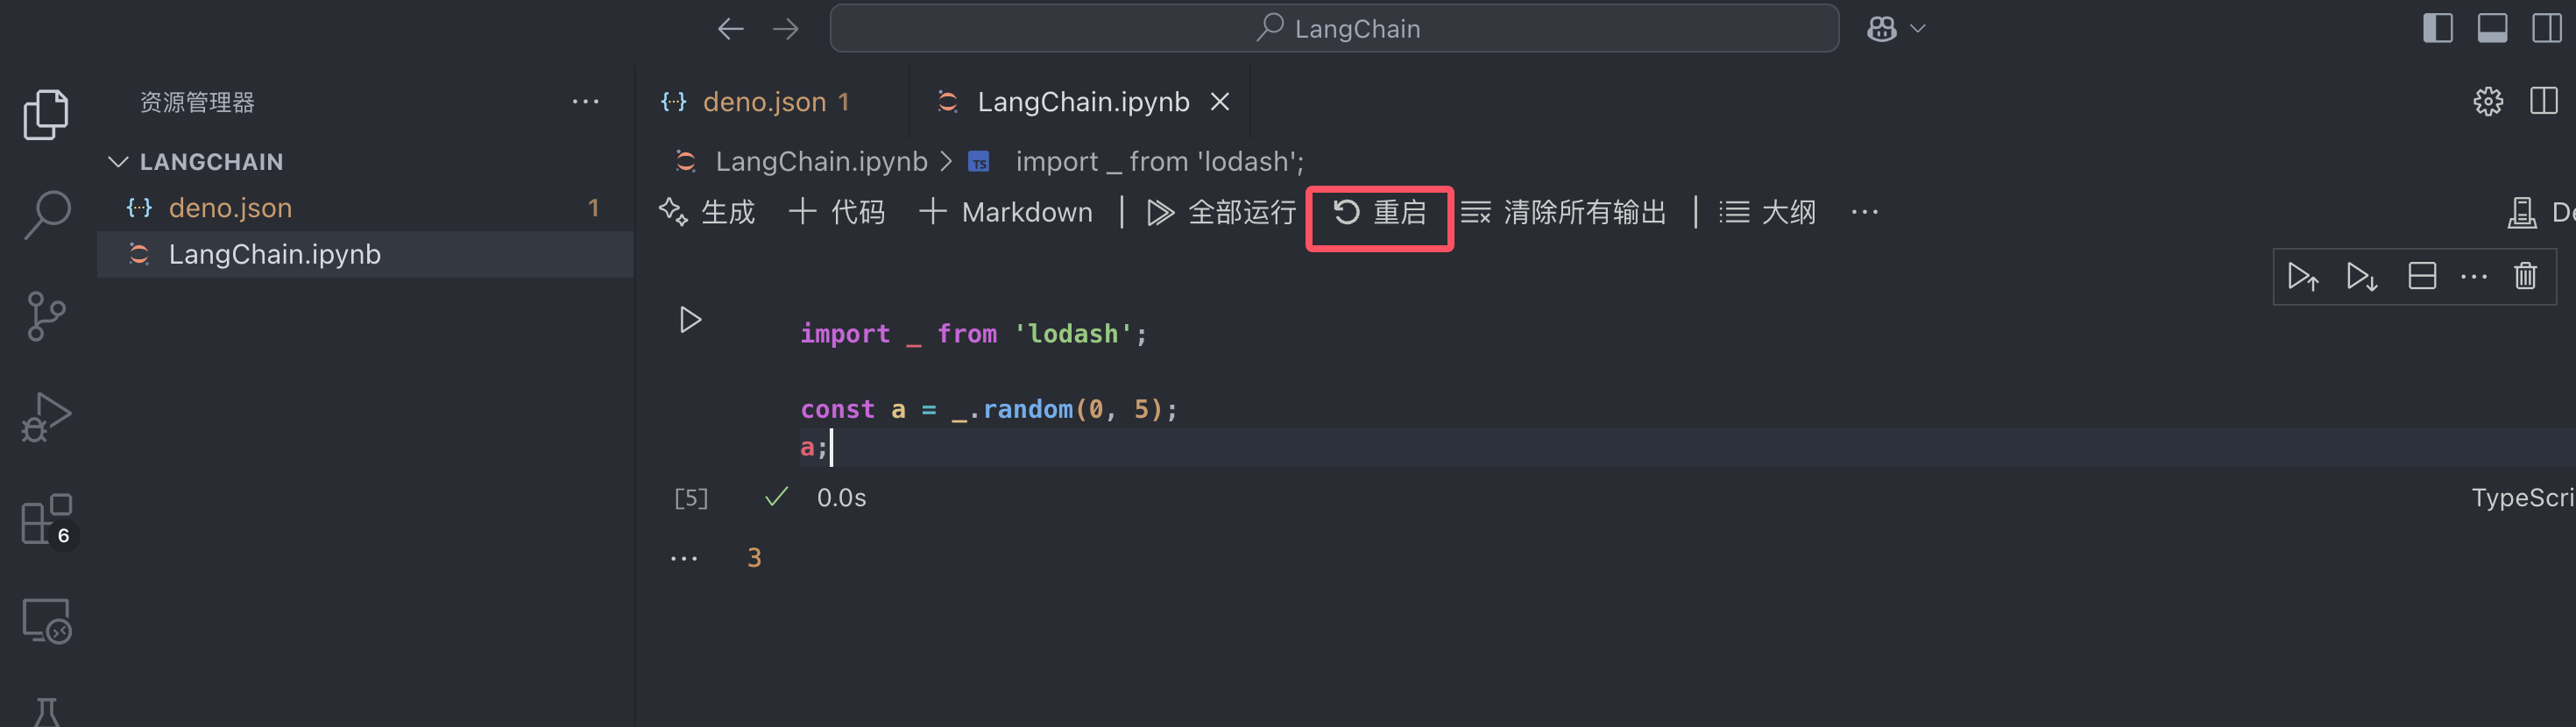 LangChain
资源管理器
deno.json 1
LangChain.ipynb
LANGCHAIN
LangChain.ipynb > TS import _ from 'lodash';
deno.json 1
生成 + 代码 + Markdown | 全部运行 重启 清除所有输出 | 大纲 ...
LangChain.ipynb
import _ from 'lodash';
const a = _.random(0, 5);
a;
[5] 0.0s
TypeScri
6
3